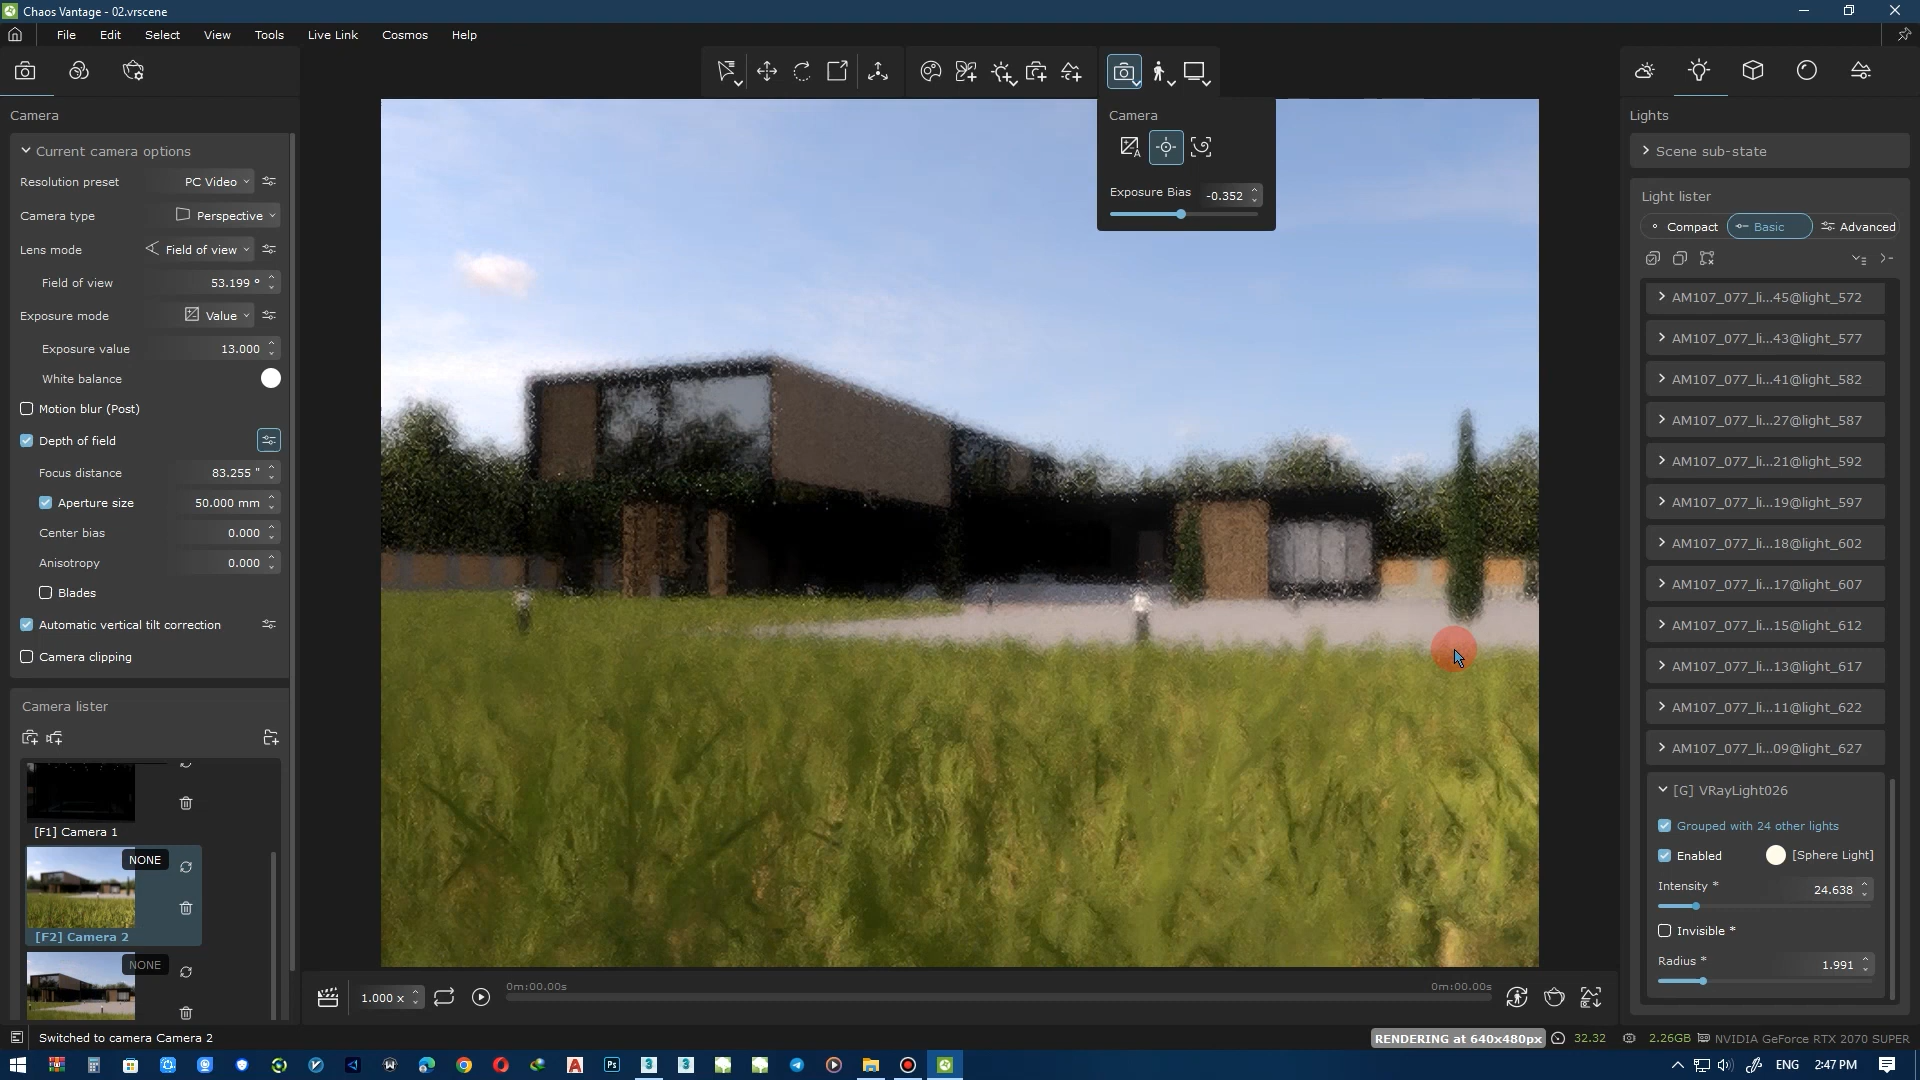 Chaos Vantage - 02.vrscene
File Edit Select View Tools Live Link Cosmos Help
Camera
Current camera options
Resolution preset PC Video
Camera type Perspective
Lens mode Field of view
Field of view 53.199 °
Exposure mode Value
Exposure value 13.000
White balance
Motion blur (Post)
Depth of field
Focus distance 83.255 "
Aperture size 50.000 mm
Center bias 0.000
Anisotropy 0.000
Blades
Automatic vertical tilt correction
Camera clipping
Camera lister
[F1] Camera 1
NONE
[F2] Camera 2
NONE
Switched to camera Camera 2
Camera
Exposure Bias -0.352
1.000 x
0m:00.00s
0m:00.00s
Lights
Scene sub-state
Light lister
Compact Basic Advanced
AM107_077_li...45@light_572
AM107_077_li...43@light_577
AM107_077_li...41@light_582
AM107_077_li...27@light_587
AM107_077_li...21@light_592
AM107_077_li...19@light_597
AM107_077_li...18@light_602
AM107_077_li...17@light_607
AM107_077_li...15@light_612
AM107_077_li...13@light_617
AM107_077_li...11@light_622
AM107_077_li...09@light_627
[G] VRayLight026
Grouped with 24 other lights
Enabled [Sphere Light]
Intensity * 24.638
Invisible *
Radius * 1.991
RENDERING at 640x480px 32.32 2.26GB NVIDIA GeForce RTX 2070 SUPER
ENG 2:47 PM